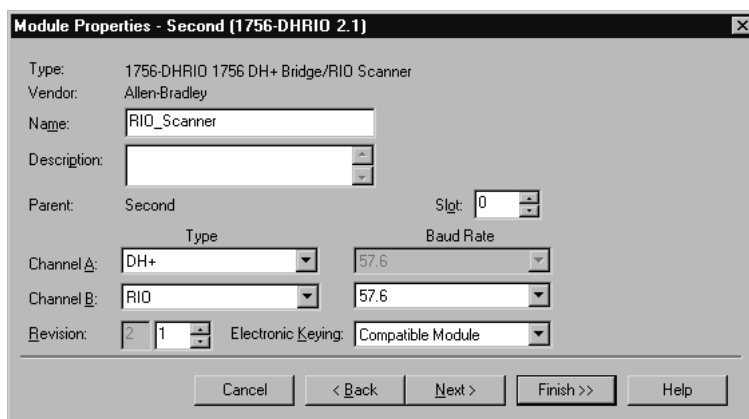 Module Properties - Second (1756-DHRIO 2.1)
Type: 1756-DHRIO 1756 DH+ Bridge/RIO Scanner
Vendor: Allen-Bradley
Name: RIO_Scanner
Description:
Parent: Second Slot: 0
Type Baud Rate
Channel A: DH+ 57.6
Channel B: RIO 57.6
Revision: 2 1 Electronic Keying: Compatible Module
Cancel < Back Next > Finish >> Help